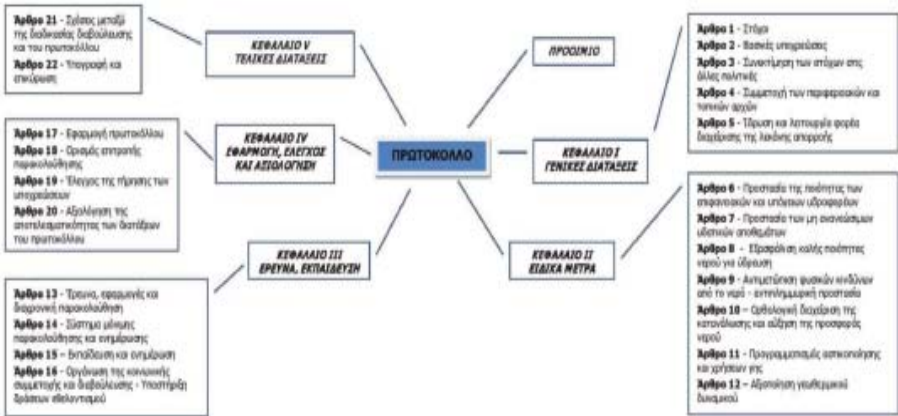 Άρθρο 21 - Σχέσεις μεταξύ
της διαδικασίας διαβούλευσης
και του πρωτοκόλλου
Άρθρο 22 - Υπογραφή και
επικύρωση
ΚΕΦΑΛΑΙΟ V
ΤΕΛΙΚΕΣ ΔΙΑΤΑΞΕΙΣ
ΠΡΟΟΙΜΙΟ
Άρθρο 1 - Στόχοι
Άρθρο 2 - Βασικές υποχρεώσεις
Άρθρο 3 - Συνεκτίμηση των στόχων στις
άλλες πολιτικές
Άρθρο 4 - Συμμετοχή των περιφερειακών και
τοπικών αρχών
Άρθρο 5 - Ίδρυση και λειτουργία φορέα
διαχείρισης της λεκάνης απορροής
Άρθρο 17 - Εφαρμογή πρωτοκόλλου
Άρθρο 18 - Ορισμός επιτροπής
παρακολούθησης
Άρθρο 19 - Έλεγχος της τήρησης των
υποχρεώσεων
Άρθρο 20 - Αξιολόγηση της
αποτελεσματικότητας των διατάξεων
του πρωτοκόλλου
ΚΕΦΑΛΑΙΟ IV
ΕΦΑΡΜΟΓΗ, ΕΛΕΓΧΟΣ
ΚΑΙ ΑΞΙΟΛΟΓΗΣΗ
ΠΡΩΤΟΚΟΛΛΟ
ΚΕΦΑΛΑΙΟ I
ΓΕΝΙΚΕΣ ΔΙΑΤΑΞΕΙΣ
ΚΕΦΑΛΑΙΟ III
ΕΡΕΥΝΑ, ΕΚΠΑΙΔΕΥΣΗ
ΚΕΦΑΛΑΙΟ II
ΕΙΔΙΚΑ ΜΕΤΡΑ
Άρθρο 6 - Προστασία της ποιότητας των
επιφανειακών και υπόγειων υδροφορέων
Άρθρο 7 - Προστασία των μη ανανεώσιμων
υδατικών αποθεμάτων
Άρθρο 8 - Εξασφάλιση καλής ποιότητας
νερού για ύδρευση
Άρθρο 9 - Αντιμετώπιση φυσικών κινδύνων
από το νερό - αντιπλημμυρική προστασία
Άρθρο 10 – Ορθολογική διαχείριση της
κατανάλωσης και αύξηση της προσφοράς
νερού
Άρθρο 11 - Προγραμματισμός αστικοποίησης
και χρήσεων γης
Άρθρο 12 – Αξιοποίηση γεωθερμικού
δυναμικού
Άρθρο 13 - Έρευνα, εφαρμογές και
διαχρονική παρακολούθηση
Άρθρο 14 - Σύστημα μόνιμης
παρακολούθησης και ενημέρωσης
Άρθρο 15 – Εκπαίδευση και ενημέρωση
Άρθρο 16 - Οργάνωση της κοινωνικής
συμμετοχής και διαβούλευσης - Υποστήριξη
δράσεων εθελοντισμού